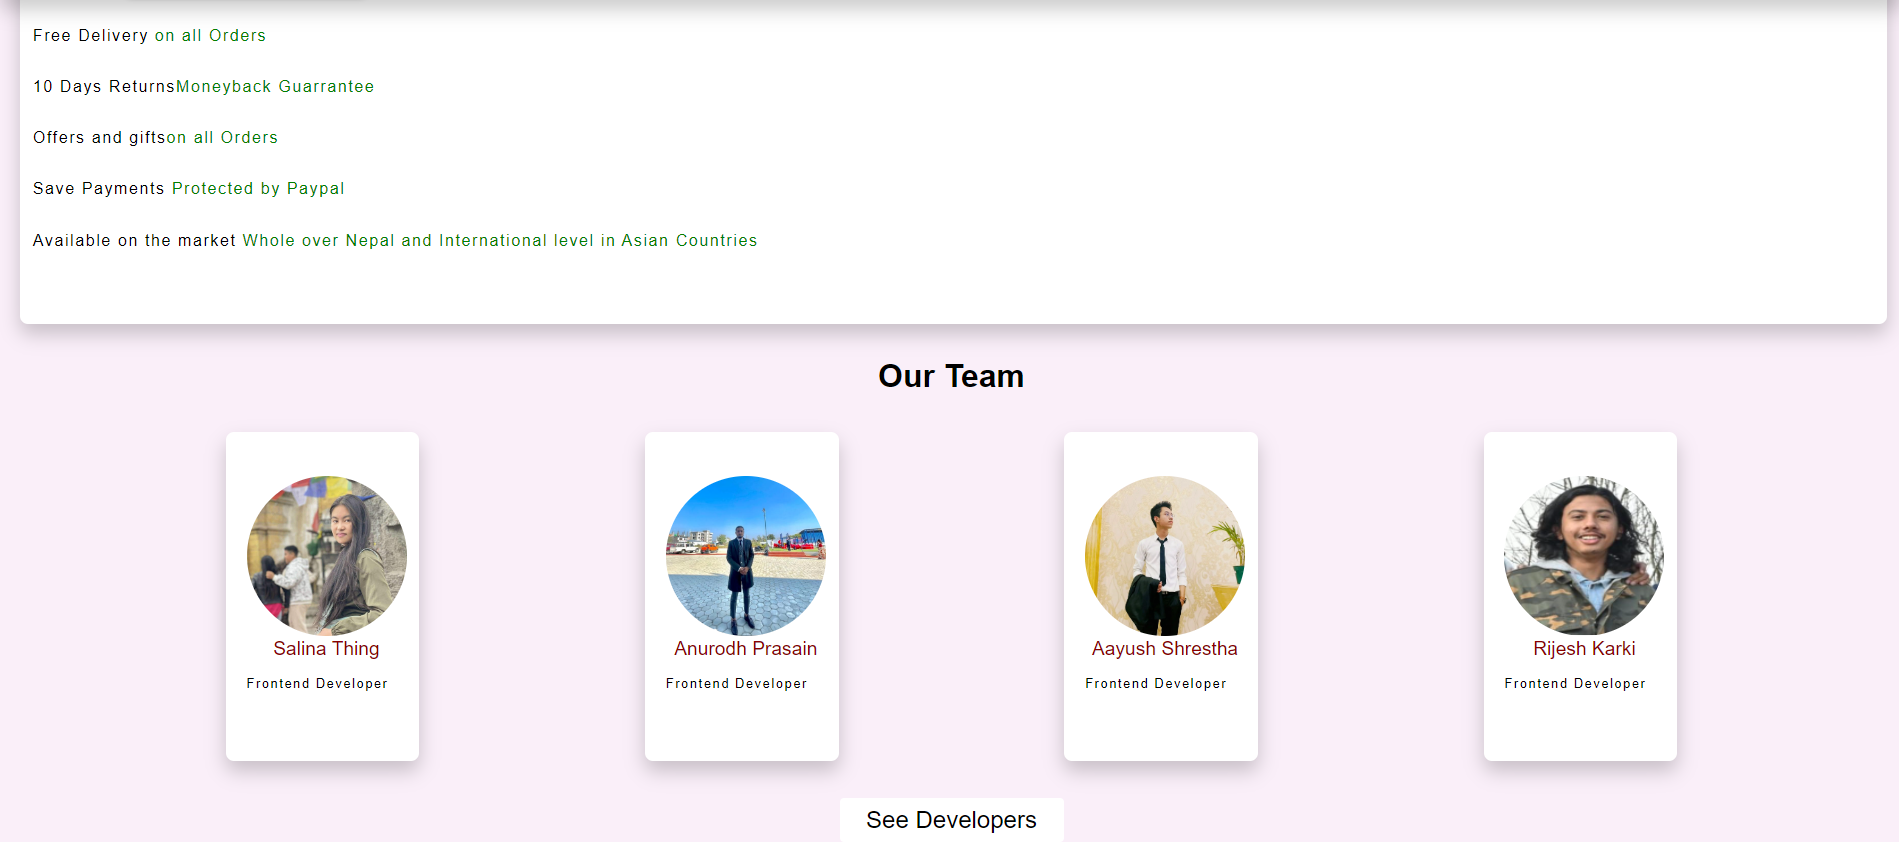 Free Delivery on all Orders
10 Days ReturnsMoneyback Guarrantee
Offers and giftson all Orders
Save Payments Protected by Paypal
Available on the market Whole over Nepal and International level in Asian Countries
Our Team
Salina Thing
Frontend Developer
Anurodh Prasain
Frontend Developer
Aayush Shrestha
Frontend Developer
Rijesh Karki
Frontend Developer
See Developers